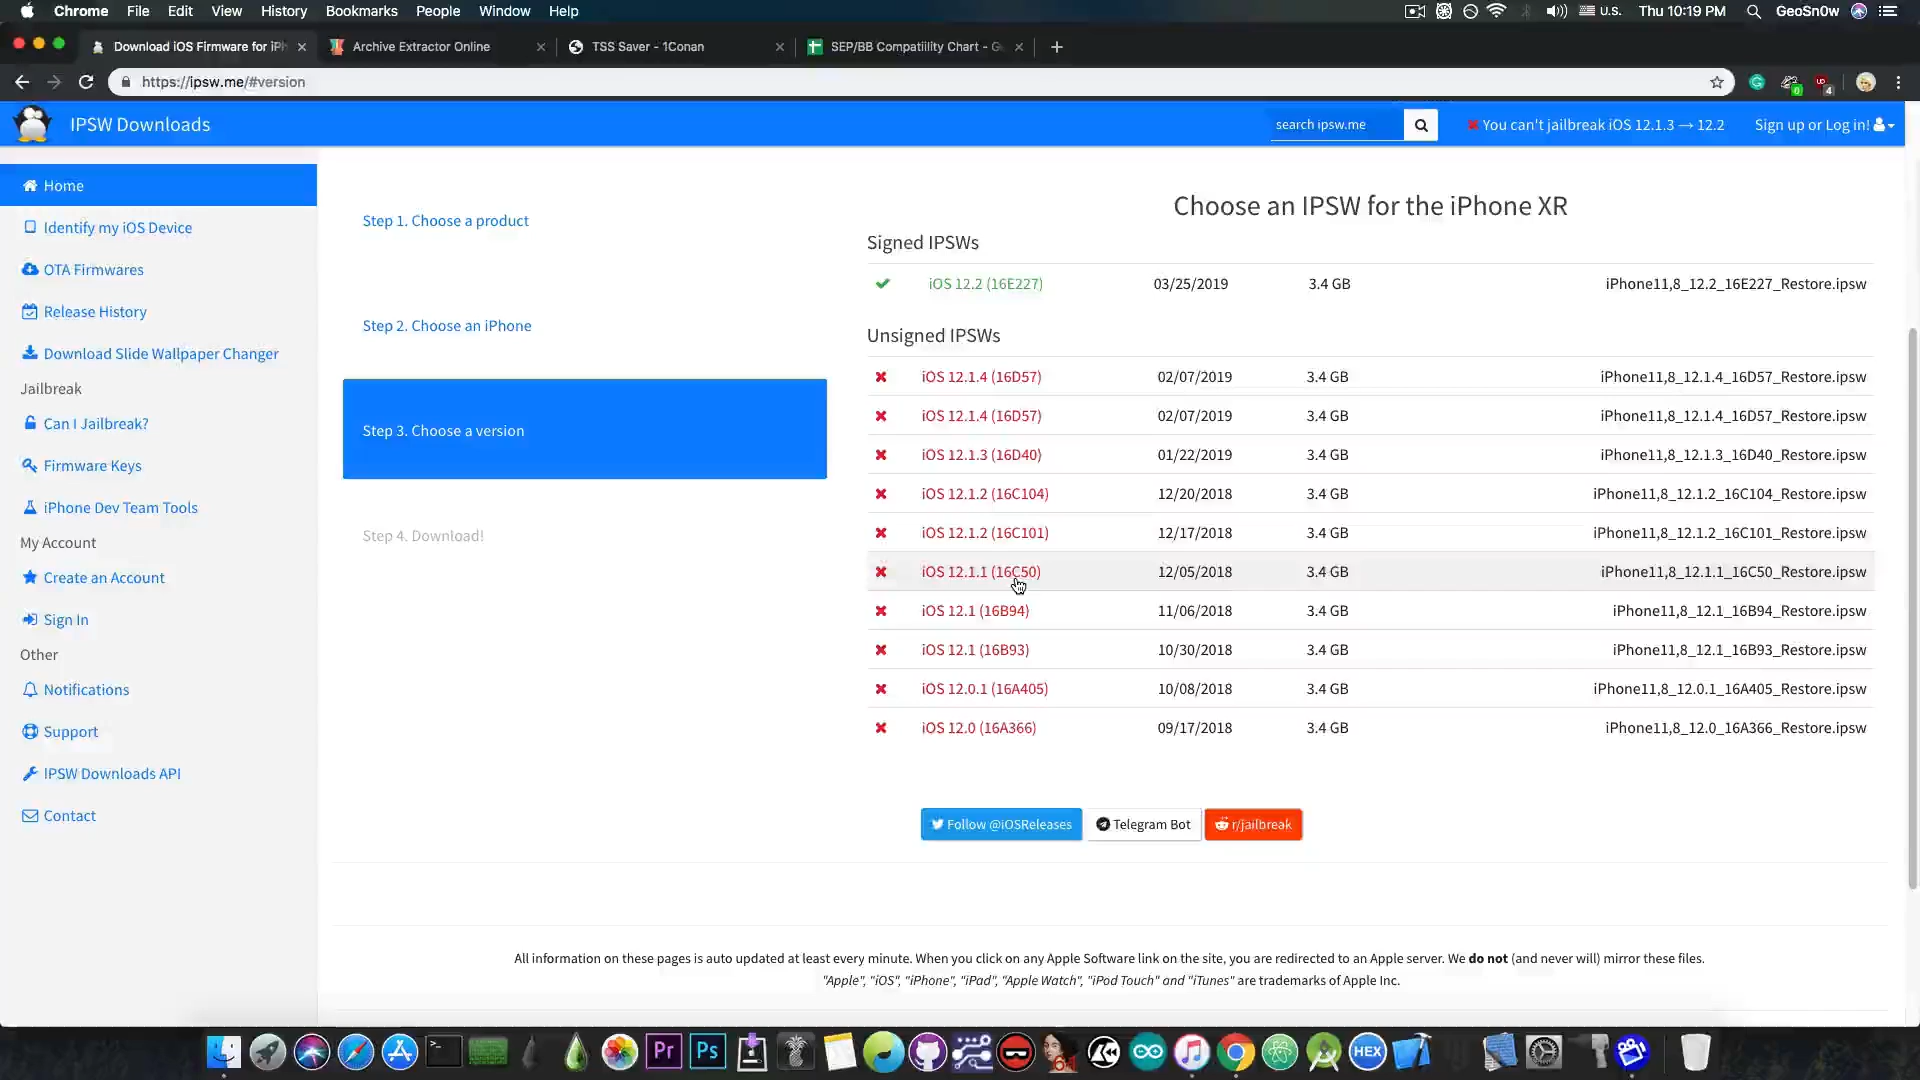 Chrome File Edit View History Bookmarks People Window Help U.S. Thu 10:19 PM GeoSn0w
Download iOS Firmware for iPh Archive Extractor Online TSS Saver - 1Conan SEP/BB Compatiility Chart - G
https://ipsw.me/#version
IPSW Downloads search ipsw.me You can't jailbreak iOS 12.1.3 → 12.2 Sign up or Log in!
Home
Identify my iOS Device
OTA Firmwares
Release History
Download Slide Wallpaper Changer
Jailbreak
Can I Jailbreak?
Firmware Keys
iPhone Dev Team Tools
My Account
Create an Account
Sign In
Other
Notifications
Support
IPSW Downloads API
Contact
Step 1. Choose a product
Step 2. Choose an iPhone
Step 3. Choose a version
Step 4. Download!
Choose an IPSW for the iPhone XR
Signed IPSWs
iOS 12.2 (16E227) 03/25/2019 3.4 GB iPhone11,8_12.2_16E227_Restore.ipsw
Unsigned IPSWs
iOS 12.1.4 (16D57) 02/07/2019 3.4 GB iPhone11,8_12.1.4_16D57_Restore.ipsw
iOS 12.1.4 (16D57) 02/07/2019 3.4 GB iPhone11,8_12.1.4_16D57_Restore.ipsw
iOS 12.1.3 (16D40) 01/22/2019 3.4 GB iPhone11,8_12.1.3_16D40_Restore.ipsw
iOS 12.1.2 (16C104) 12/20/2018 3.4 GB iPhone11,8_12.1.2_16C104_Restore.ipsw
iOS 12.1.2 (16C101) 12/17/2018 3.4 GB iPhone11,8_12.1.2_16C101_Restore.ipsw
iOS 12.1.1 (16C50) 12/05/2018 3.4 GB iPhone11,8_12.1.1_16C50_Restore.ipsw
iOS 12.1 (16B94) 11/06/2018 3.4 GB iPhone11,8_12.1_16B94_Restore.ipsw
iOS 12.1 (16B93) 10/30/2018 3.4 GB iPhone11,8_12.1_16B93_Restore.ipsw
iOS 12.0.1 (16A405) 10/08/2018 3.4 GB iPhone11,8_12.0.1_16A405_Restore.ipsw
iOS 12.0 (16A366) 09/17/2018 3.4 GB iPhone11,8_12.0_16A366_Restore.ipsw
Follow @iOSReleases Telegram Bot r/jailbreak
All information on these pages is auto updated at least every minute. When you click on any Apple Software link on the site, you are redirected to an Apple server. We do not (and never will) mirror these files.
"Apple", "iOS", "iPhone", "iPad", "Apple Watch", "iPod Touch" and "iTunes" are trademarks of Apple Inc.
Pr Ps 64 HEX